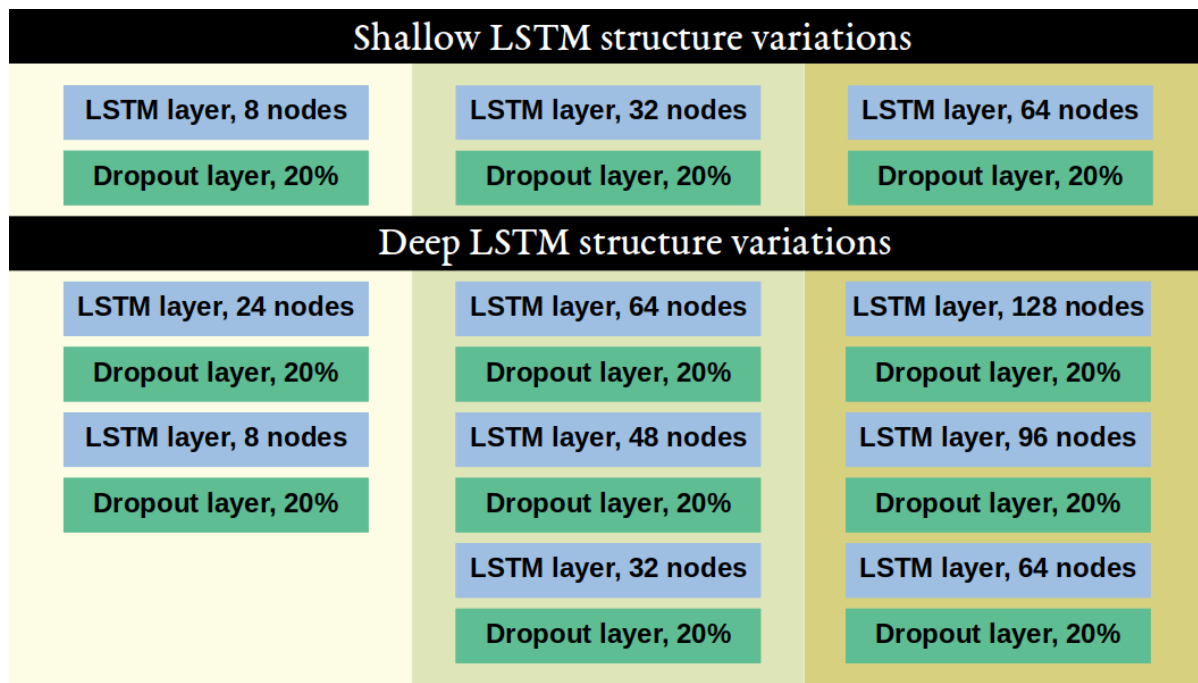 Shallow LSTM structure variations
LSTM layer, 8 nodes
LSTM layer, 32 nodes
LSTM layer, 64 nodes
Dropout layer, 20%
Dropout layer, 20%
Dropout layer, 20%
Deep LSTM structure variations
LSTM layer, 24 nodes
LSTM layer, 64 nodes
LSTM layer, 128 nodes
Dropout layer, 20%
Dropout layer, 20%
Dropout layer, 20%
LSTM layer, 8 nodes
LSTM layer, 48 nodes
LSTM layer, 96 nodes
Dropout layer, 20%
Dropout layer, 20%
Dropout layer, 20%
LSTM layer, 32 nodes
LSTM layer, 64 nodes
Dropout layer, 20%
Dropout layer, 20%